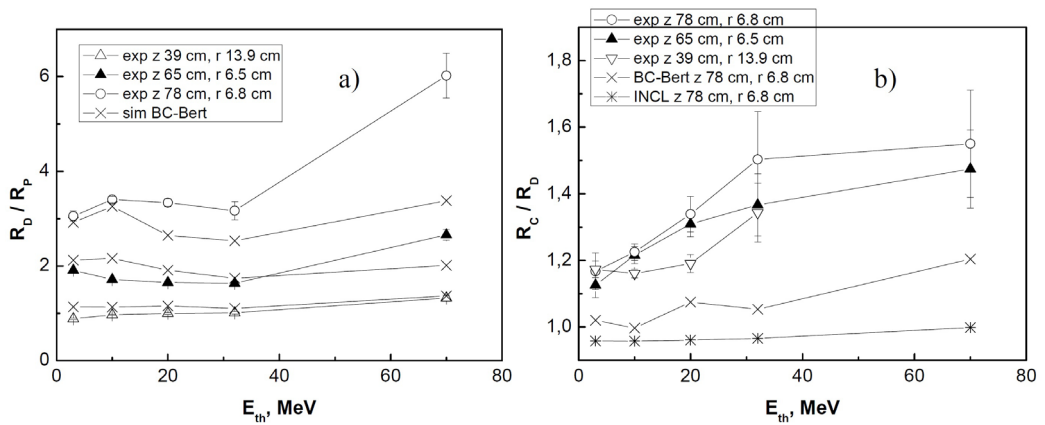 exp z 39 cm, r 13.9 cm
exp z 65 cm, r 6.5 cm
exp z 78 cm, r 6.8 cm
sim BC-Bert
a)
R_D / R_P
6
4
2
0
0 20 40 60 80
E_th, MeV
exp z 78 cm, r 6.8 cm
exp z 65 cm, r 6.5 cm
exp z 39 cm, r 13.9 cm
BC-Bert z 78 cm, r 6.8 cm
INCL z 78 cm, r 6.8 cm
b)
R_C / R_D
1,8
1,6
1,4
1,2
1,0
0 20 40 60 80
E_th, MeV